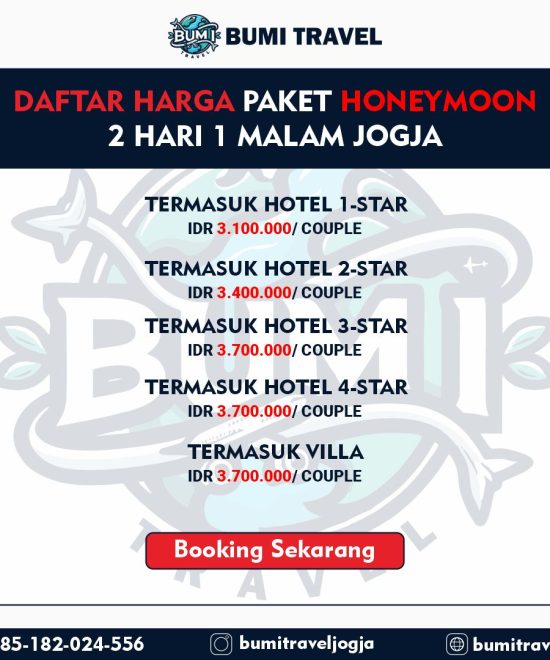 BUMI
TRAVEL
BUMI TRAVEL
DAFTAR HARGA PAKET HONEYMOON
2 HARI 1 MALAM JOGJA
TERMASUK HOTEL 1-STAR
IDR 3.100.000/ COUPLE
TERMASUK HOTEL 2-STAR
IDR 3.400.000/ COUPLE
TERMASUK HOTEL 3-STAR
IDR 3.700.000/ COUPLE
TERMASUK HOTEL 4-STAR
IDR 3.700.000/ COUPLE
TERMASUK VILLA
IDR 3.700.000/ COUPLE
BUMI
TRAVEL
Booking Sekarang
85-182-024-556 bumitraveljogja bumitrav